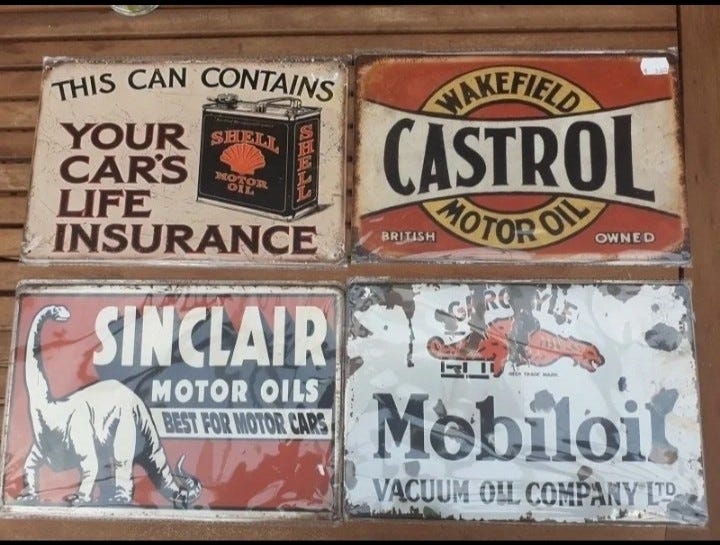 THIS CAN CONTAINS
YOUR
CAR'S
LIFE
INSURANCE
SHELL
MOTOR
OIL
SHELL
WAKEFIELD
CASTROL
MOTOR OIL
BRITISH
OWNED
SINCLAIR
MOTOR OILS
BEST FOR MOTOR CARS
GARGOYLE
Mobiloil
VACUUM OIL COMPANY LTD